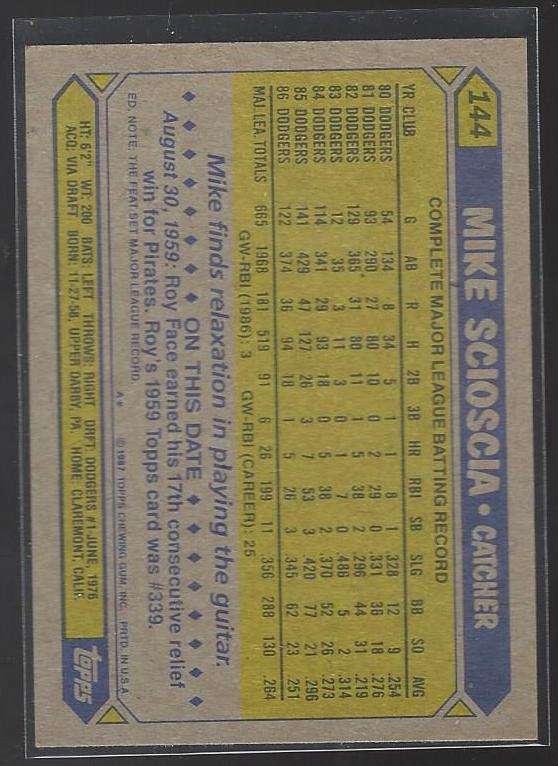 144
MIKE SCIOSCIA • CATCHER
COMPLETE MAJOR LEAGUE BATTING RECORD
YR CLUB G AB R H 2B 3B HR RBI SB SLG BB SO AVG
80 DODGERS 54 134 8 34 5 1 1 8 1 .328 12 9 .254
81 DODGERS 93 290 27 80 10 0 2 29 0 .331 36 18 .276
82 DODGERS 129 365* 31 80 11 1 5 38 2 .296 44 31 .219
83 DODGERS 12 35 3 11 3 0 1 7 0 .486 5 2 .314
84 DODGERS 114 341 29 93 18 0 5 38 2 .370 52 26 .273
85 DODGERS 141 429 47 127 26 3 7 53 3 .420 77 21 .296
86 DODGERS 122 374 36 94 18 1 5 26 3 .345 62 23 .251
MAJ. LEA. TOTALS 665 1968 181 519 91 6 26 199 11 .356 288 130 .264
GW-RBI (1986): 3 GW-RBI (CAREER): 25
Mike finds relaxation in playing the guitar.
ON THIS DATE
August 30, 1959: Roy Face earned his 17th consecutive relief
win for Pirates. Roy's 1959 Topps card was #339.
ED. NOTE: THE FEAT SET MAJOR LEAGUE RECORD.
A* © 1987 TOPPS CHEWING GUM, INC. PRTD. IN U.S.A.
HT: 6'2" WT: 200 BATS: LEFT THROWS: RIGHT DRFT: DODGERS #1-JUNE, 1976
ACQ: VIA DRAFT BORN: 11-27-58, UPPER DARBY, PA. HOME: CLAREMONT, CALIF.
topps